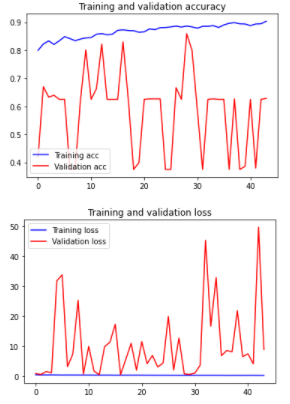 Training and validation accuracy
0.9
0.8
0.7
0.6
0.5
0.4
Training acc
Validation acc
0 10 20 30 40
Training and validation loss
50
40
30
20
10
0
Training loss
Validation loss
0 10 20 30 40